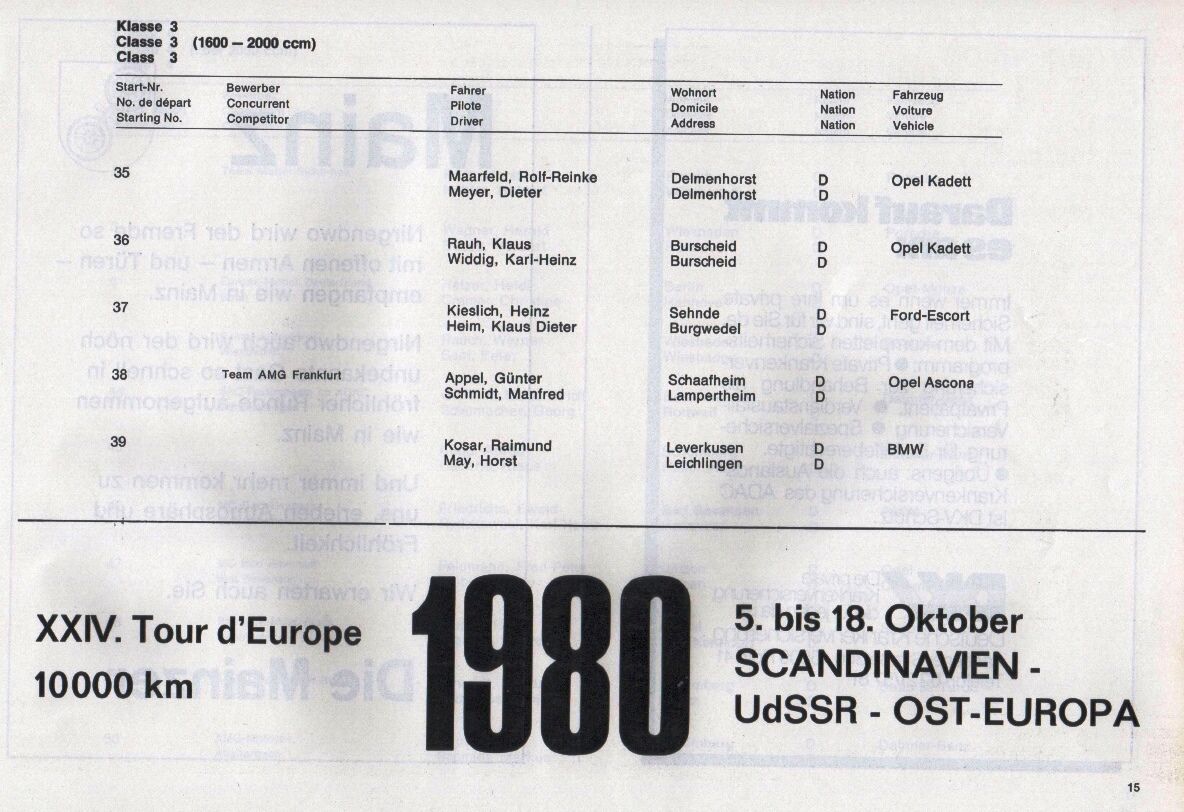 Klasse 3
Classe 3 (1600 – 2000 ccm)
Class 3
Start-Nr. Bewerber Fahrer Wohnort Nation Fahrzeug
No. de départ Concurrent Pilote Domicile Nation Voiture
Starting No. Competitor Driver Address Nation Vehicle
35 Maarfeld, Rolf-Reinke Delmenhorst D Opel Kadett
Meyer, Dieter Delmenhorst D
36 Rauh, Klaus Burscheid D Opel Kadett
Widdig, Karl-Heinz Burscheid D
37 Kieslich, Heinz Sehnde D Ford-Escort
Heim, Klaus Dieter Burgwedel D
38 Team AMG Frankfurt Appel, Günter Schaafheim D Opel Ascona
Schmidt, Manfred Lampertheim D
39 Kosar, Raimund Leverkusen D BMW
May, Horst Leichlingen D
XXIV. Tour d'Europe
10000 km
1980
5. bis 18. Oktober
SCANDINAVIEN -
UdSSR - OST-EUROPA
15